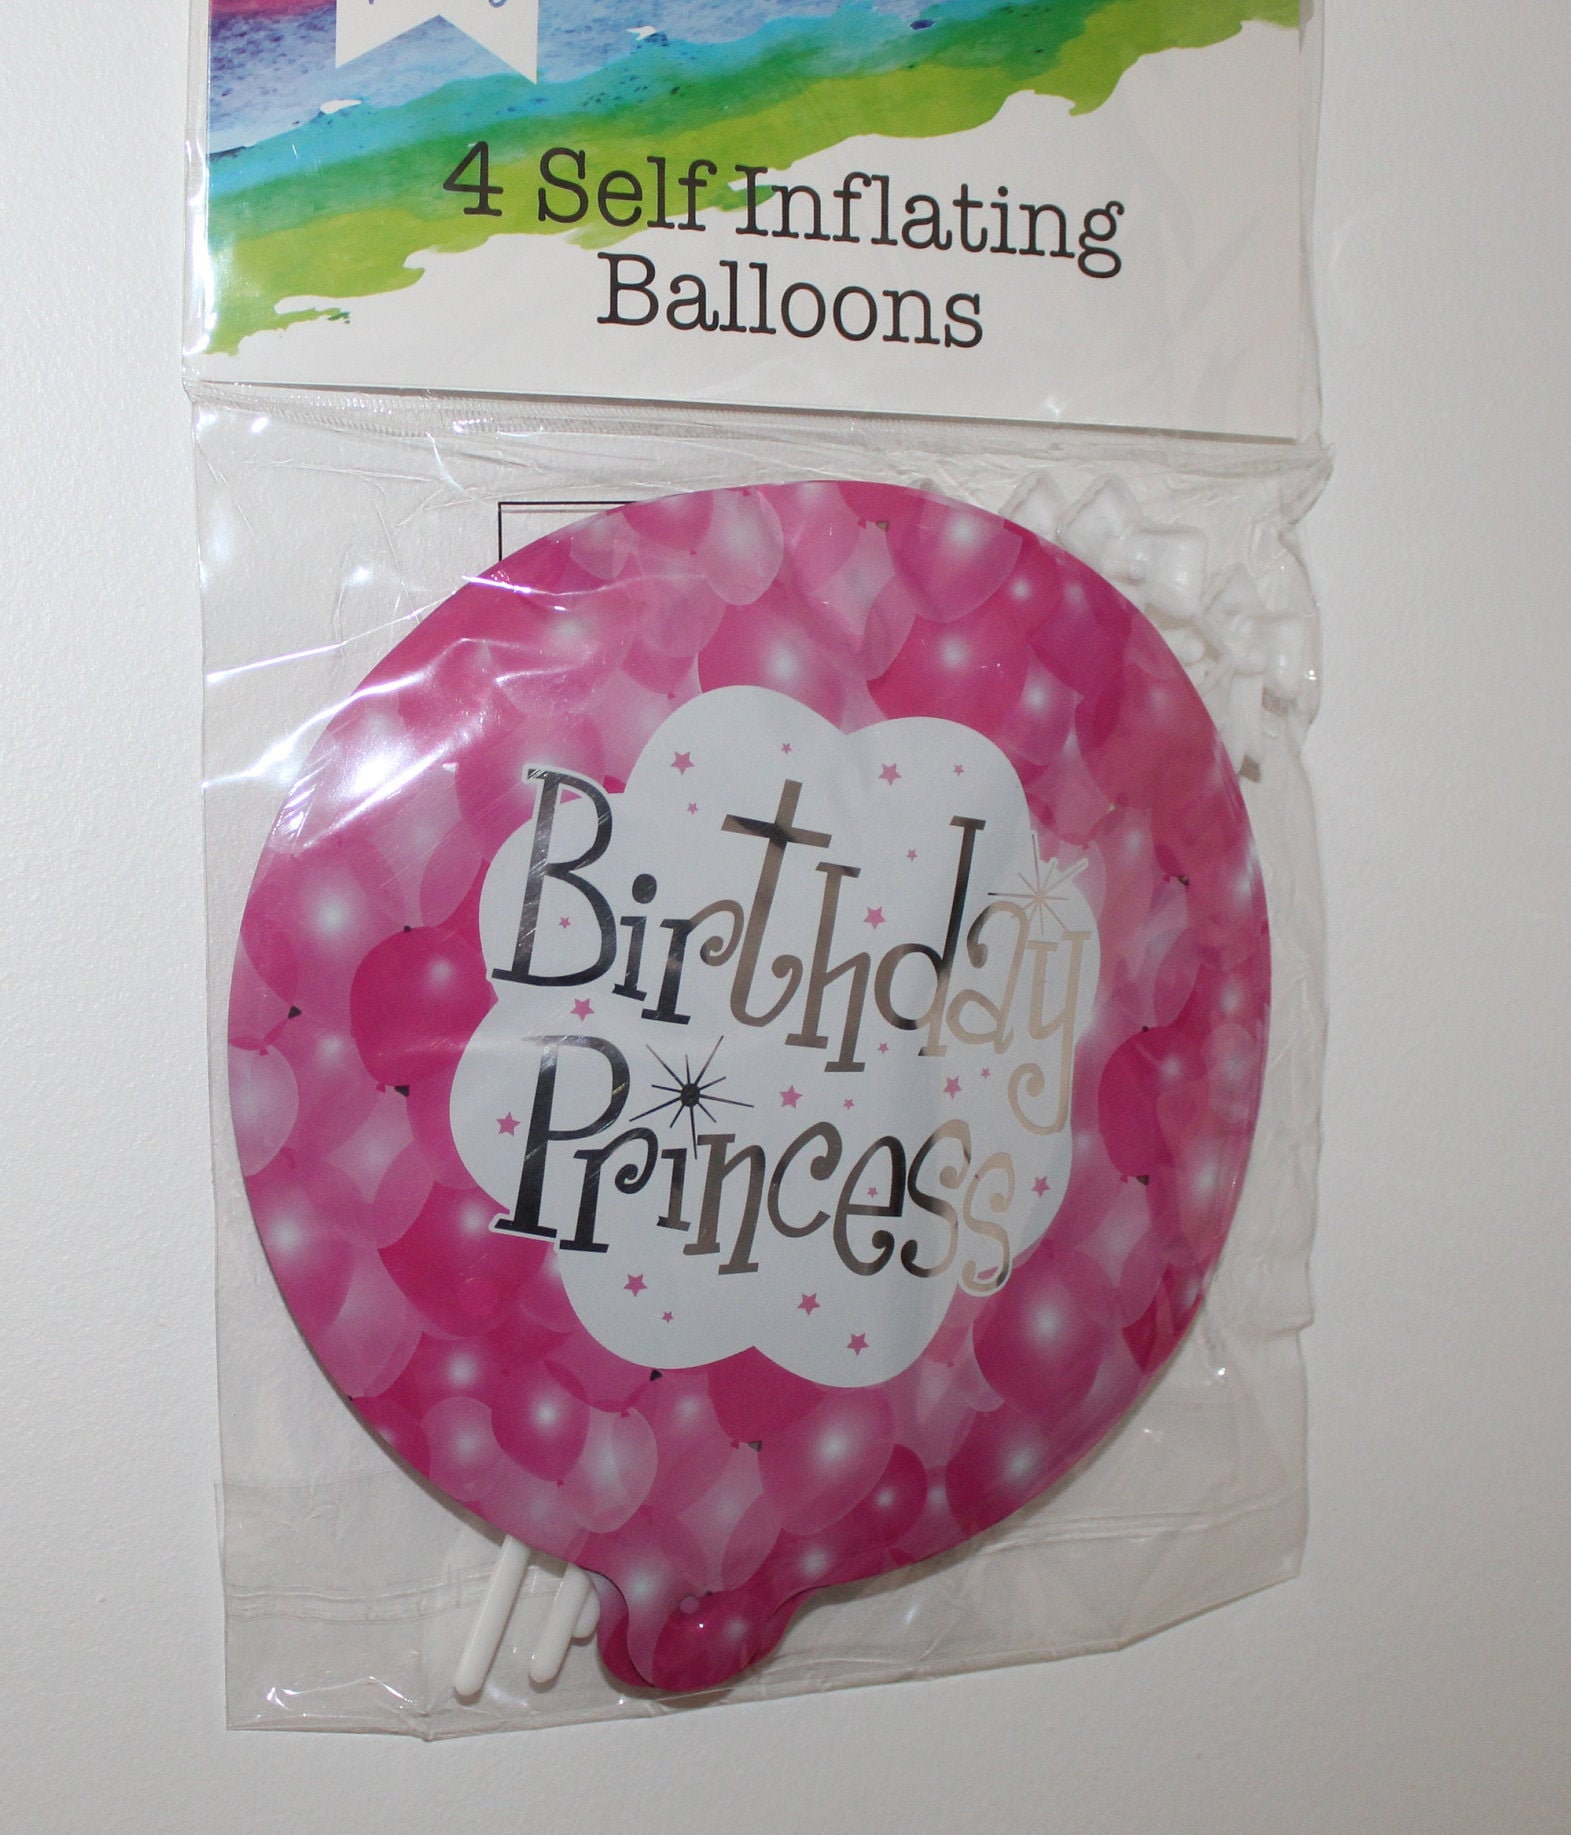 4 Self Inflating
Balloons
Birthday
Princess